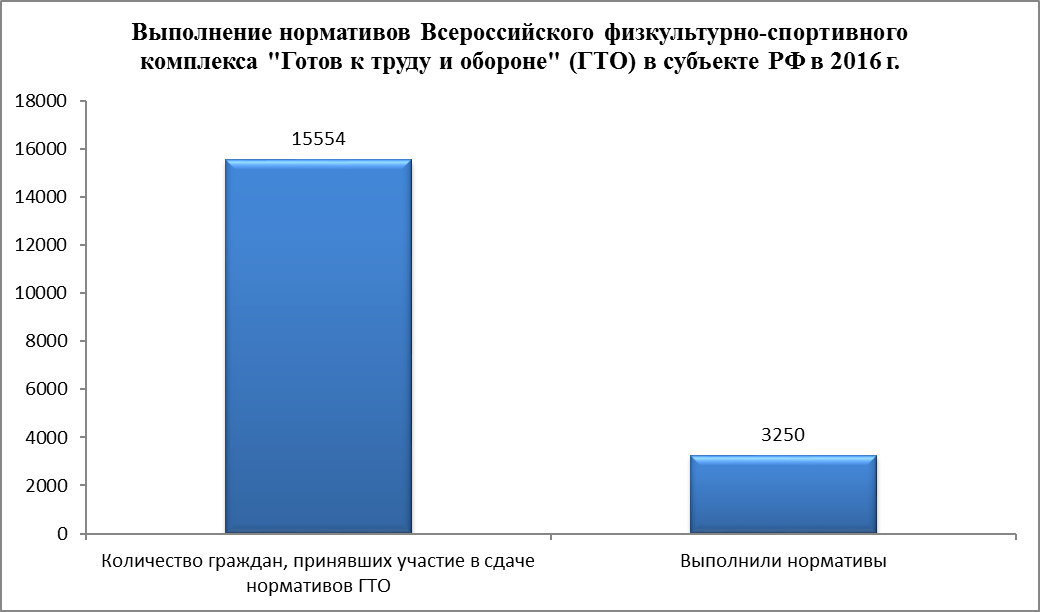 Выполнение нормативов Всероссийского физкультурно-спортивного
комплекса "Готов к труду и обороне" (ГТО) в субъекте РФ в 2016 г.
18000
16000
14000
12000
10000
8000
6000
4000
2000
0
15554
3250
Количество граждан, принявших участие в сдаче
нормативов ГТО
Выполнили нормативы